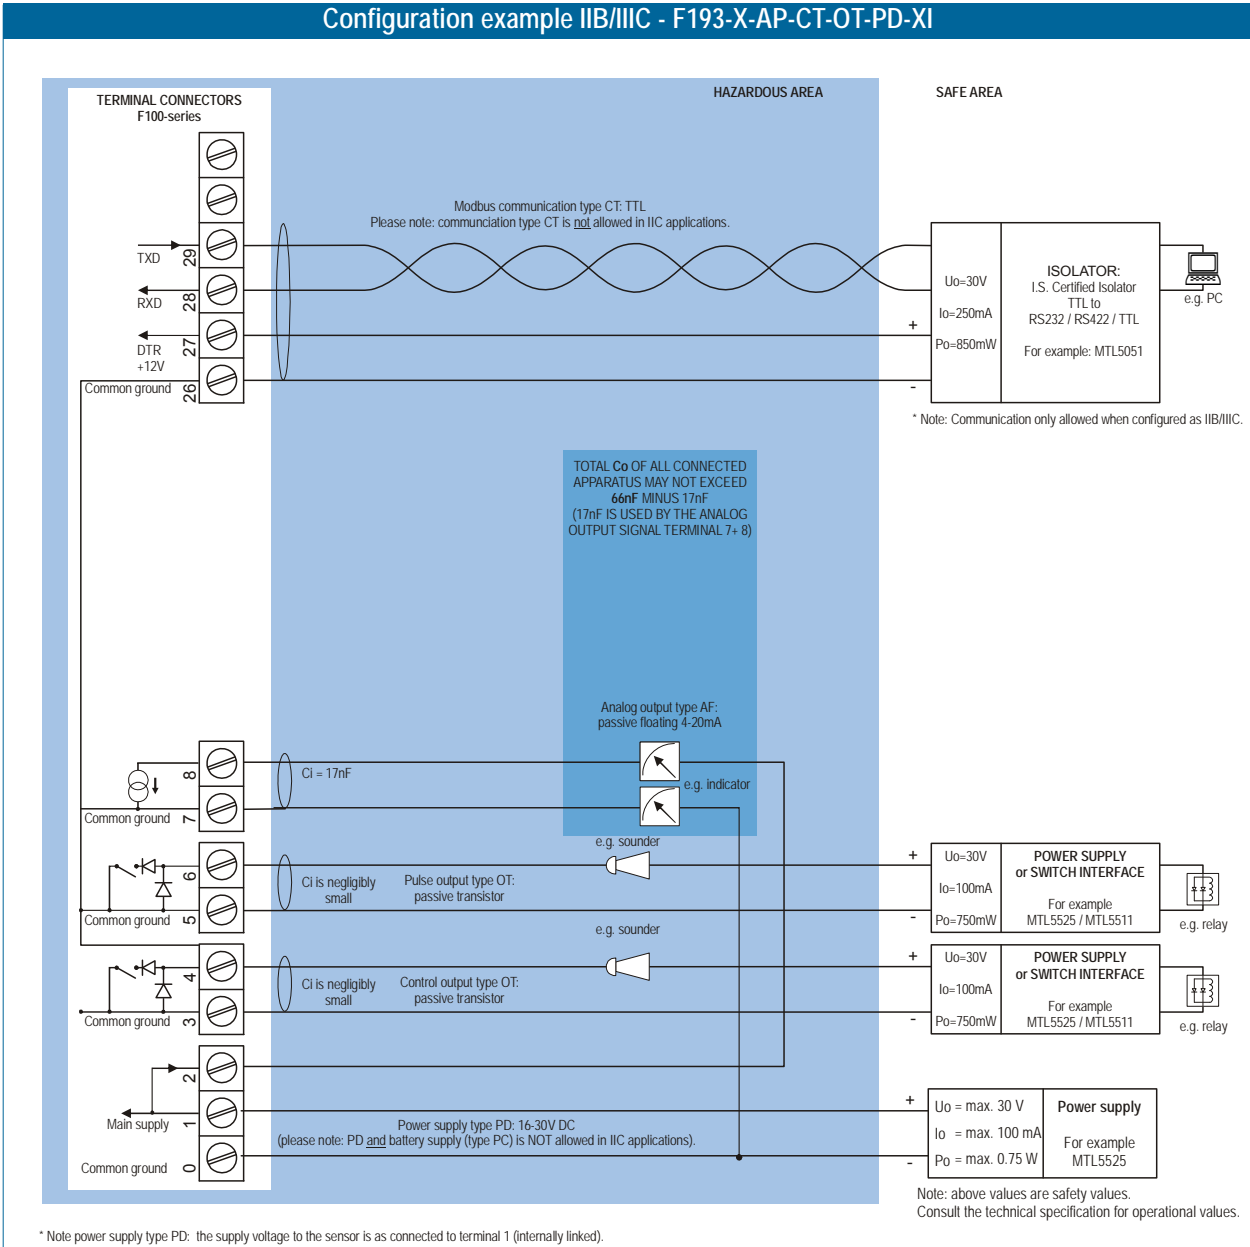 Configuration example IIB/IIIC - F193-X-AP-CT-OT-PD-XI
TERMINAL CONNECTORS
F100-series
HAZARDOUS AREA
SAFE AREA
Modbus communication type CT: TTL
Please note: communciation type CT is not allowed in IIC applications.
TXD
29
RXD
28
DTR
+12V
27
Common ground
26
+
-
Uo=30V
Io=250mA
Po=850mW
ISOLATOR:
I.S. Certified Isolator
TTL to
RS232 / RS422 / TTL
For example: MTL5051
e.g. PC
* Note: Communication only allowed when configured as IIB/IIIC.
TOTAL Co OF ALL CONNECTED
APPARATUS MAY NOT EXCEED
66nF MINUS 17nF
(17nF IS USED BY THE ANALOG
OUTPUT SIGNAL TERMINAL 7+ 8)
Analog output type AF:
passive floating 4-20mA
8
Ci = 17nF
e.g. indicator
Common ground
7
e.g. sounder
6
Ci is negligibly
small
Pulse output type OT:
passive transistor
Common ground
5
+
-
Uo=30V
Io=100mA
Po=750mW
POWER SUPPLY
or SWITCH INTERFACE
For example
MTL5525 / MTL5511
e.g. relay
e.g. sounder
4
Ci is negligibly
small
Control output type OT:
passive transistor
Common ground
3
+
-
Uo=30V
Io=100mA
Po=750mW
POWER SUPPLY
or SWITCH INTERFACE
For example
MTL5525 / MTL5511
e.g. relay
2
Main supply
1
Power supply type PD: 16-30V DC
(please note: PD and battery supply (type PC) is NOT allowed in IIC applications).
Common ground
0
+
-
Uo = max. 30 V
Io = max. 100 mA
Po = max. 0.75 W
Power supply
For example
MTL5525
Note: above values are safety values.
Consult the technical specification for operational values.
* Note power supply type PD: the supply voltage to the sensor is as connected to terminal 1 (internally linked).